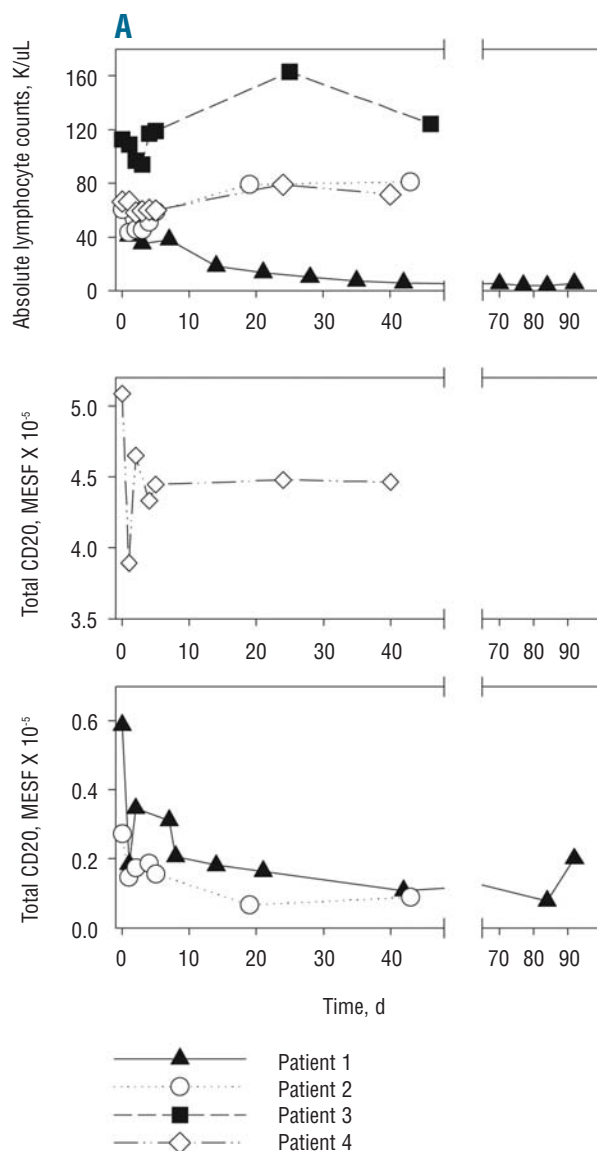 A
Absolute lymphocyte counts, K/uL
160
120
80
40
0
0 10 20 30 40 70 80 90
Total CD20, MESF X 10⁻⁵
5.0
4.5
4.0
3.5
0 10 20 30 40 70 80 90
Total CD20, MESF X 10⁻⁵
0.6
0.4
0.2
0.0
0 10 20 30 40 70 80 90
Time, d
Patient 1
Patient 2
Patient 3
Patient 4